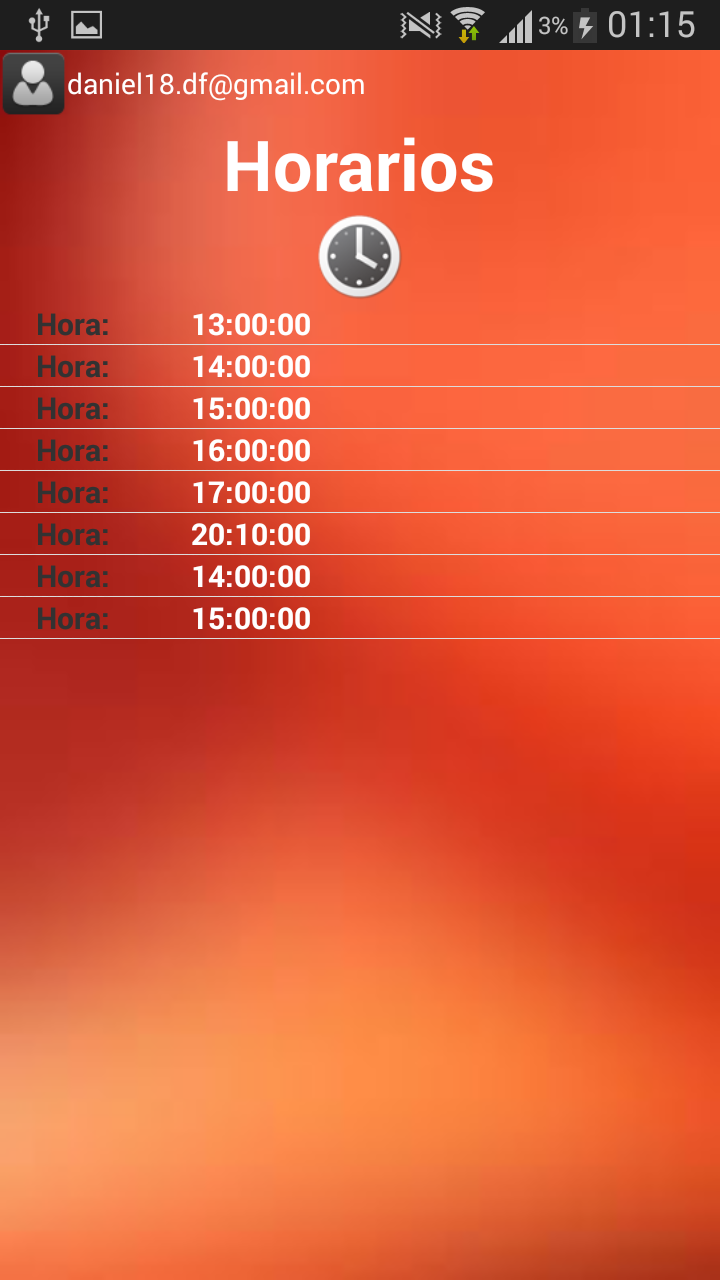 3% 01:15
daniel18.df@gmail.com
Horarios
Hora: 13:00:00
Hora: 14:00:00
Hora: 15:00:00
Hora: 16:00:00
Hora: 17:00:00
Hora: 20:10:00
Hora: 14:00:00
Hora: 15:00:00